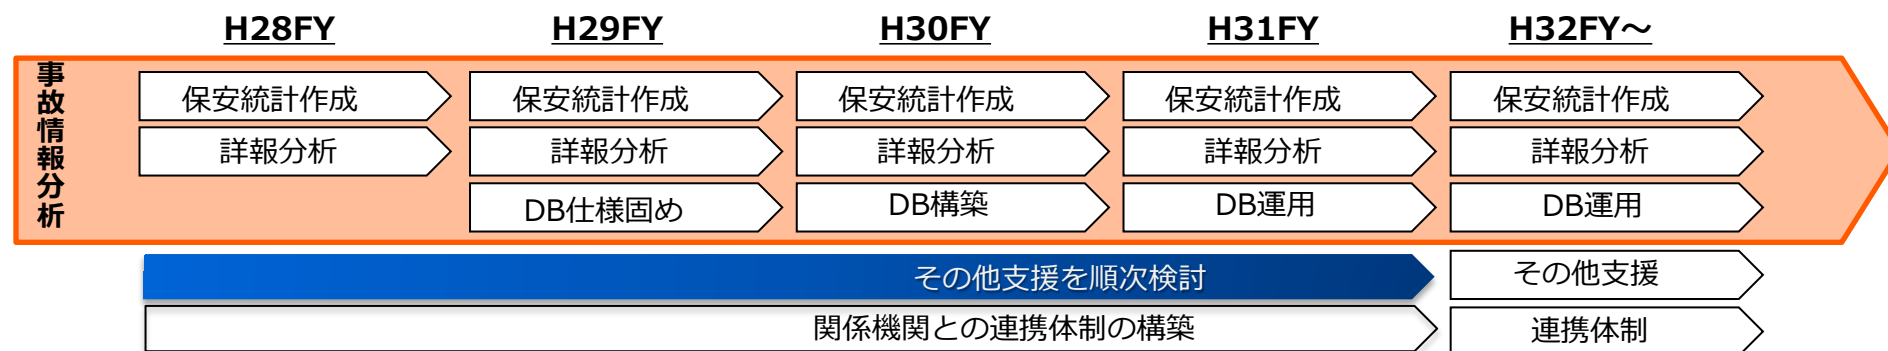 H28FY H29FY H30FY H31FY H32FY～
事故情報分析
保安統計作成 保安統計作成 保安統計作成 保安統計作成 保安統計作成
詳報分析 詳報分析 詳報分析 詳報分析 詳報分析
DB仕様固め DB構築 DB運用 DB運用
その他支援を順次検討 その他支援
関係機関との連携体制の構築 連携体制